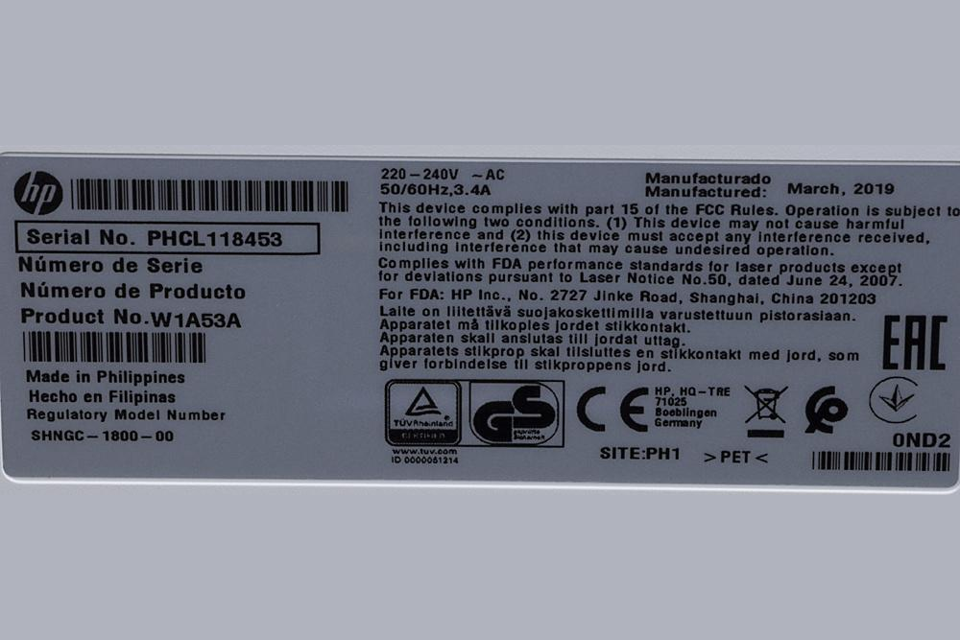 hp
Serial No. PHCL118453
Número de Serie
Número de Producto
Product No.W1A53A
Made in Philippines
Hecho en Filipinas
Regulatory Model Number
SHNGC-1800-00
220-240V ~AC
50/60Hz,3.4A
Manufacturado
Manufactured: March, 2019
This device complies with part 15 of the FCC Rules. Operation is subject to
the following two conditions. (1) This device may not cause harmful
interference and (2) this device must accept any interference received,
including interference that may cause undesired operation.
Complies with FDA performance standards for laser products except
for deviations pursuant to Laser Notice No.50, dated June 24, 2007.
For FDA: HP Inc., No. 2727 Jinke Road, Shanghai, China 201203
Laite on liitettävä suojakoskettimilla varustettuun pistorasiaan.
Apparatet må tilkoples jordet stikkontakt.
Apparaten skall anslutas till jordat uttag.
Apparatets stikprop skal tilsluttes en stikkontakt med jord, som
giver forbindelse til stikproppens jord.
EAC
TÜVRheinland
CERTIFIED
www.tuv.com
ID 0000061214
GS
geprüfte
Sicherheit
CE
HP, HQ-TRE
71025
Boeblingen
Germany
SITE:PH1
>PET<
0ND2